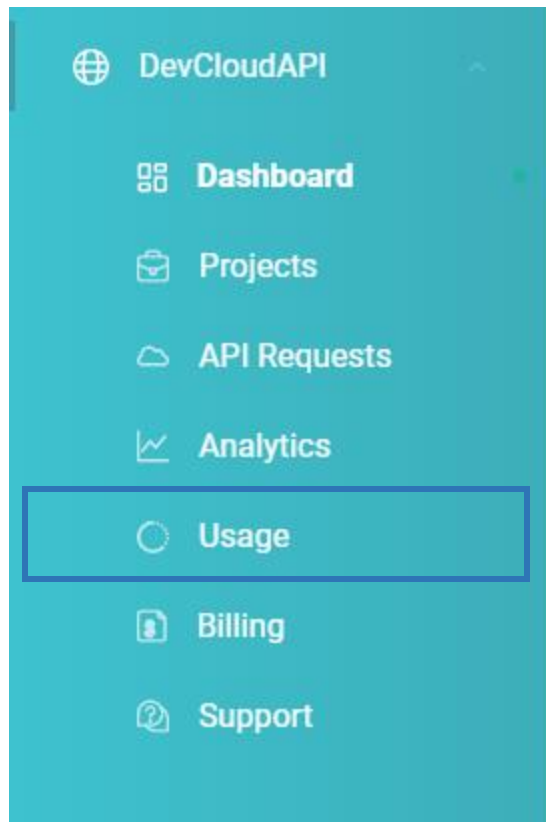 DevCloudAPI
Dashboard
Projects
API Requests
Analytics
Usage
Billing
Support